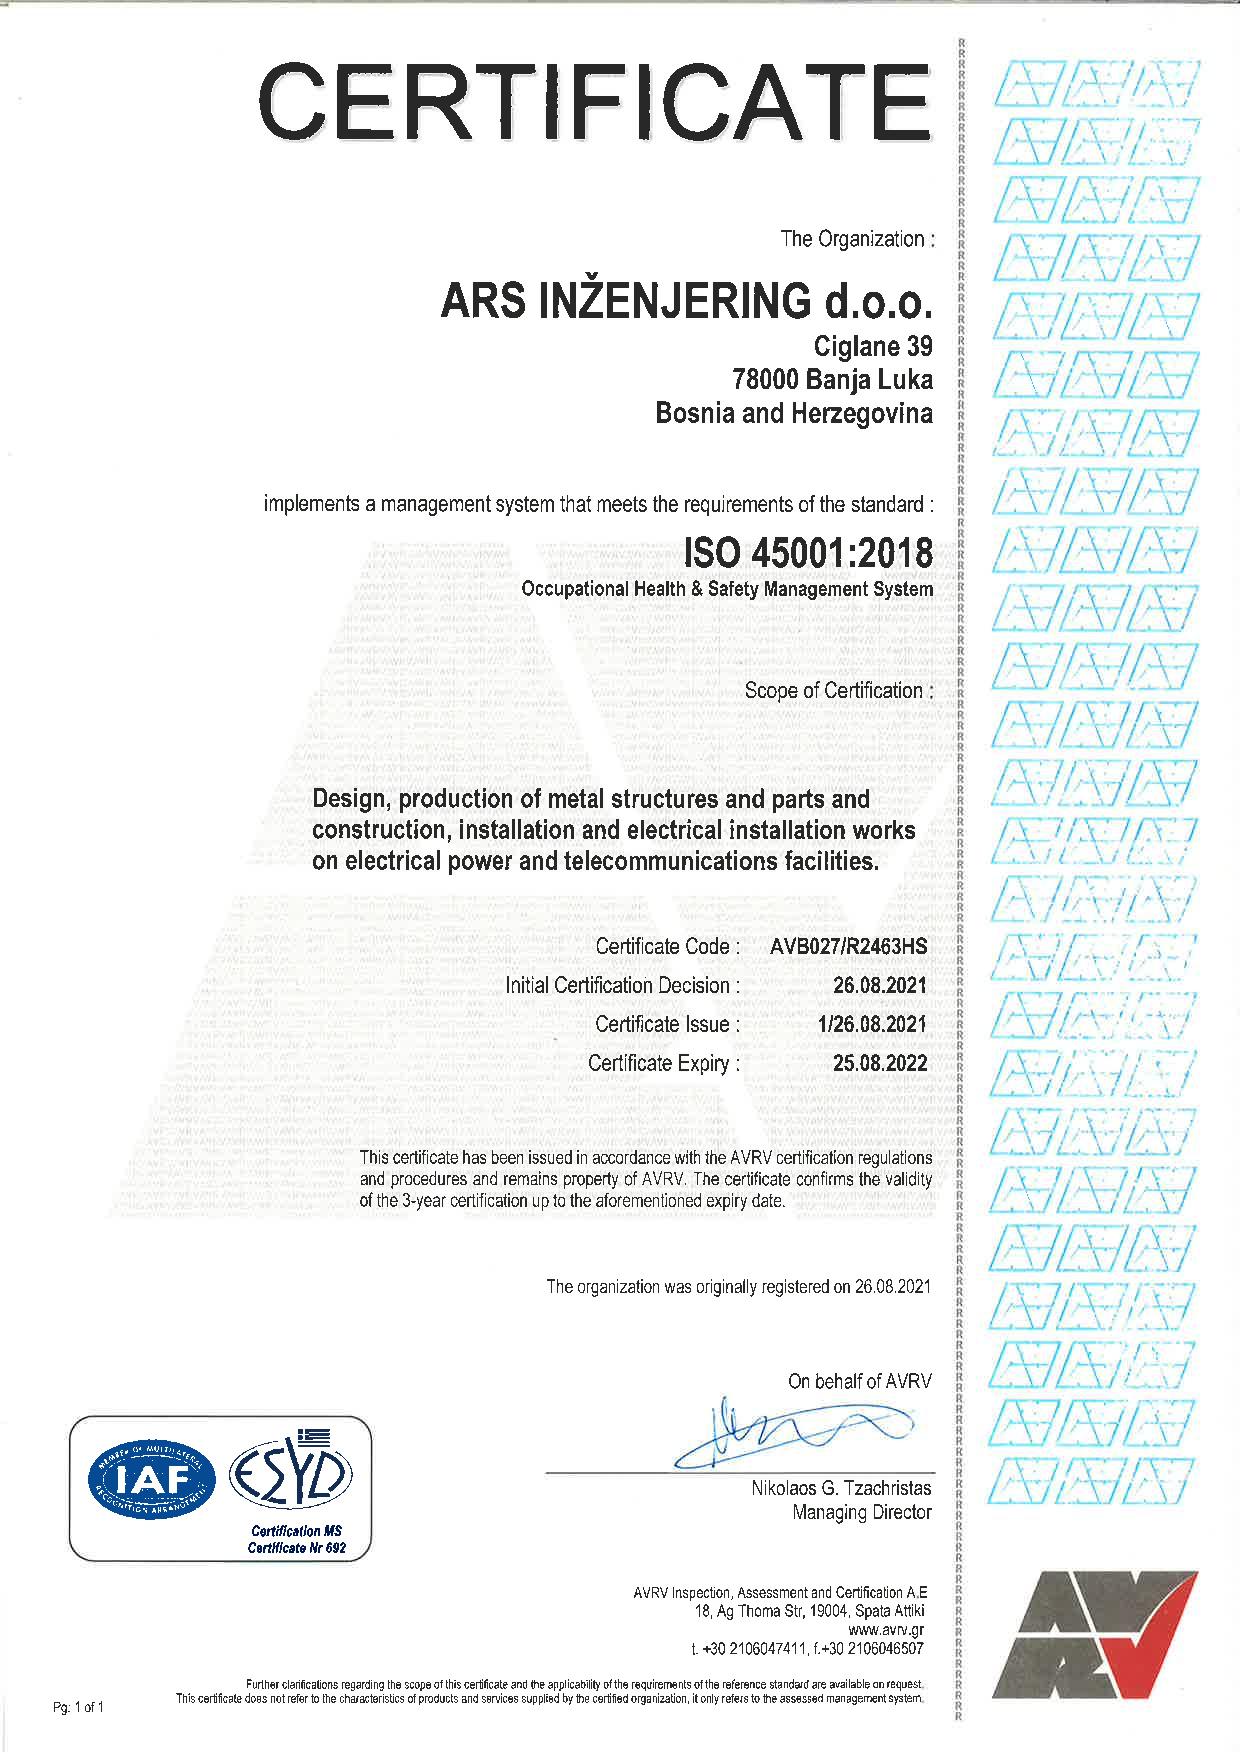 CERTIFICATE
The Organization :
ARS INŽENJERING d.o.o.
Ciglane 39
78000 Banja Luka
Bosnia and Herzegovina
implements a management system that meets the requirements of the standard :
ISO 45001:2018
Occupational Health & Safety Management System
Scope of Certification :
Design, production of metal structures and parts and
construction, installation and electrical installation works
on electrical power and telecommunications facilities.
Certificate Code : AVB027/R2463HS
Initial Certification Decision : 26.08.2021
Certificate Issue : 1/26.08.2021
Certificate Expiry : 25.08.2022
This certificate has been issued in accordance with the AVRV certification regulations
and procedures and remains property of AVRV. The certificate confirms the validity
of the 3-year certification up to the aforementioned expiry date.
The organization was originally registered on 26.08.2021
On behalf of AVRV
Nikolaos G. Tzachristas
Managing Director
MEMBER OF MULTILATERAL
IAF
RECOGNITION ARRANGEMENT
ESYD
Certification MS
Certificate Nr 692
AVRV Inspection, Assessment and Certification A.E
18, Ag Thoma Str, 19004, Spata Attiki
www.avrv.gr
t. +30 2106047411, f.+30 2106046507
Further clarifications regarding the scope of this certificate and the applicability of the requirements of the reference standard are available on request.
This certificate does not refer to the characteristics of products and services supplied by the certified organization, it only refers to the assessed management system.
Pg: 1 of 1
AVRV